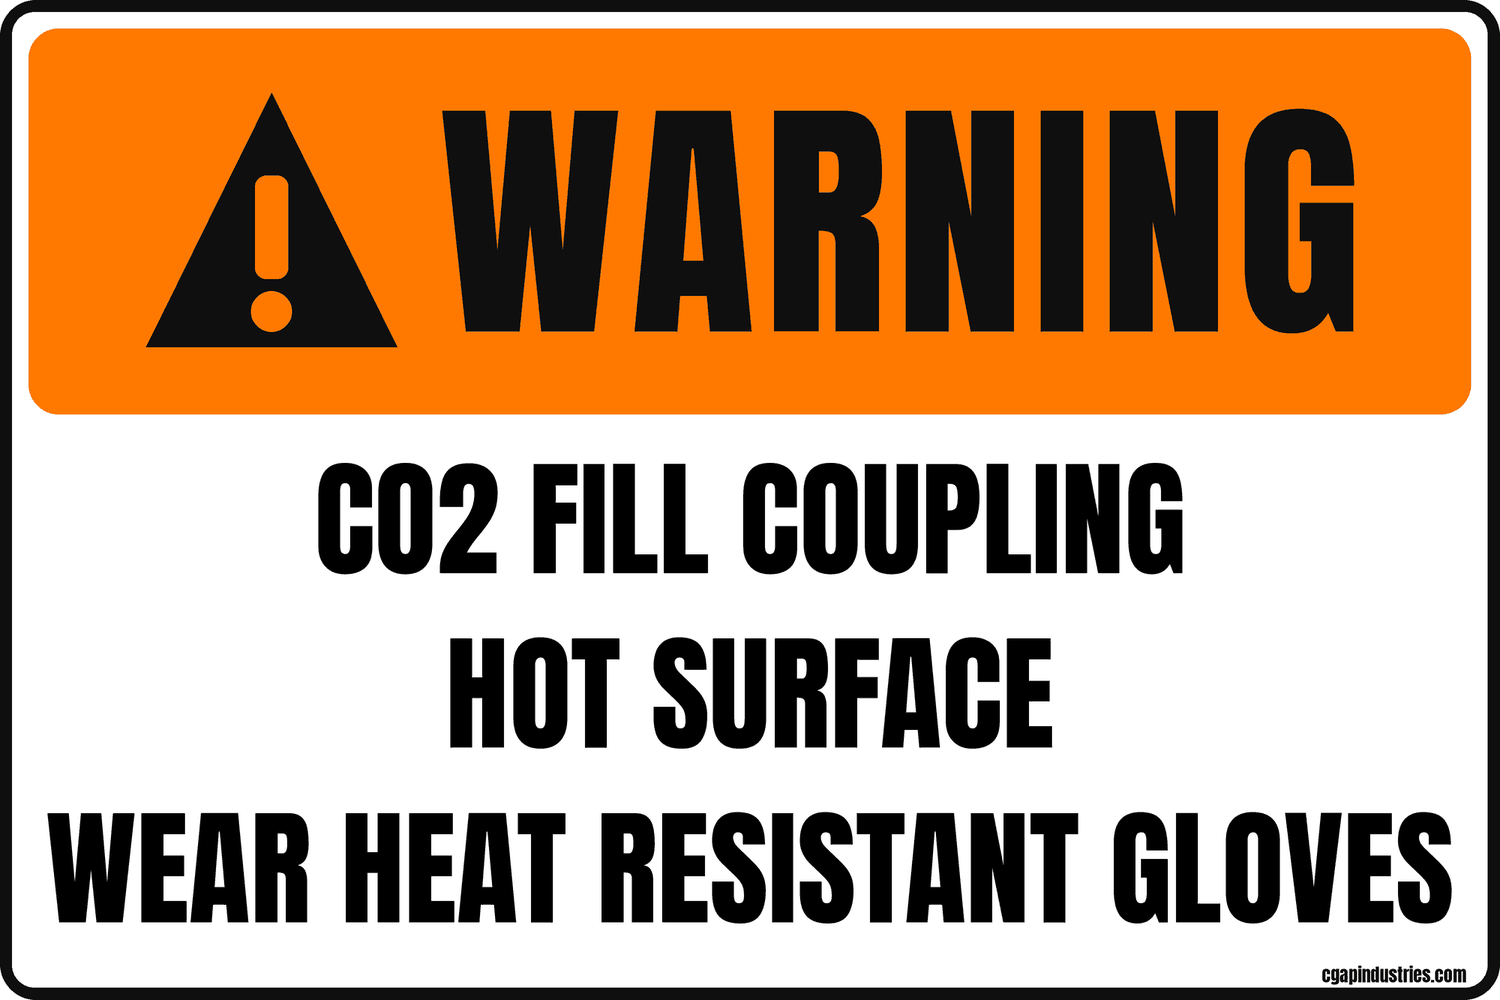 WARNING
CO2 FILL COUPLING
HOT SURFACE
WEAR HEAT RESISTANT GLOVES
cgapindustries.com